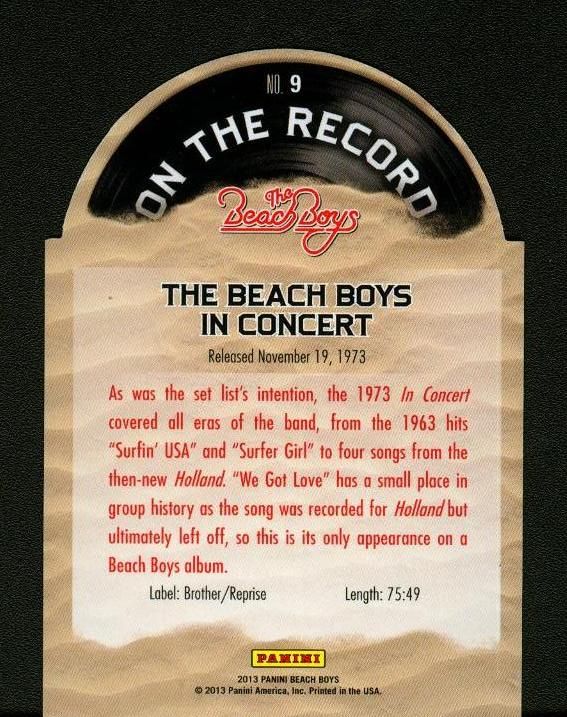 NO. 9
ON THE RECORD
The
Beach Boys
THE BEACH BOYS
IN CONCERT
Released November 19, 1973
As was the set list's intention, the 1973 In Concert
covered all eras of the band, from the 1963 hits
"Surfin' USA" and "Surfer Girl" to four songs from the
then-new Holland. "We Got Love" has a small place in
group history as the song was recorded for Holland but
ultimately left off, so this is its only appearance on a
Beach Boys album.
Label: Brother/Reprise Length: 75:49
PANINI
2013 PANINI BEACH BOYS
© 2013 Panini America, Inc. Printed in the USA.